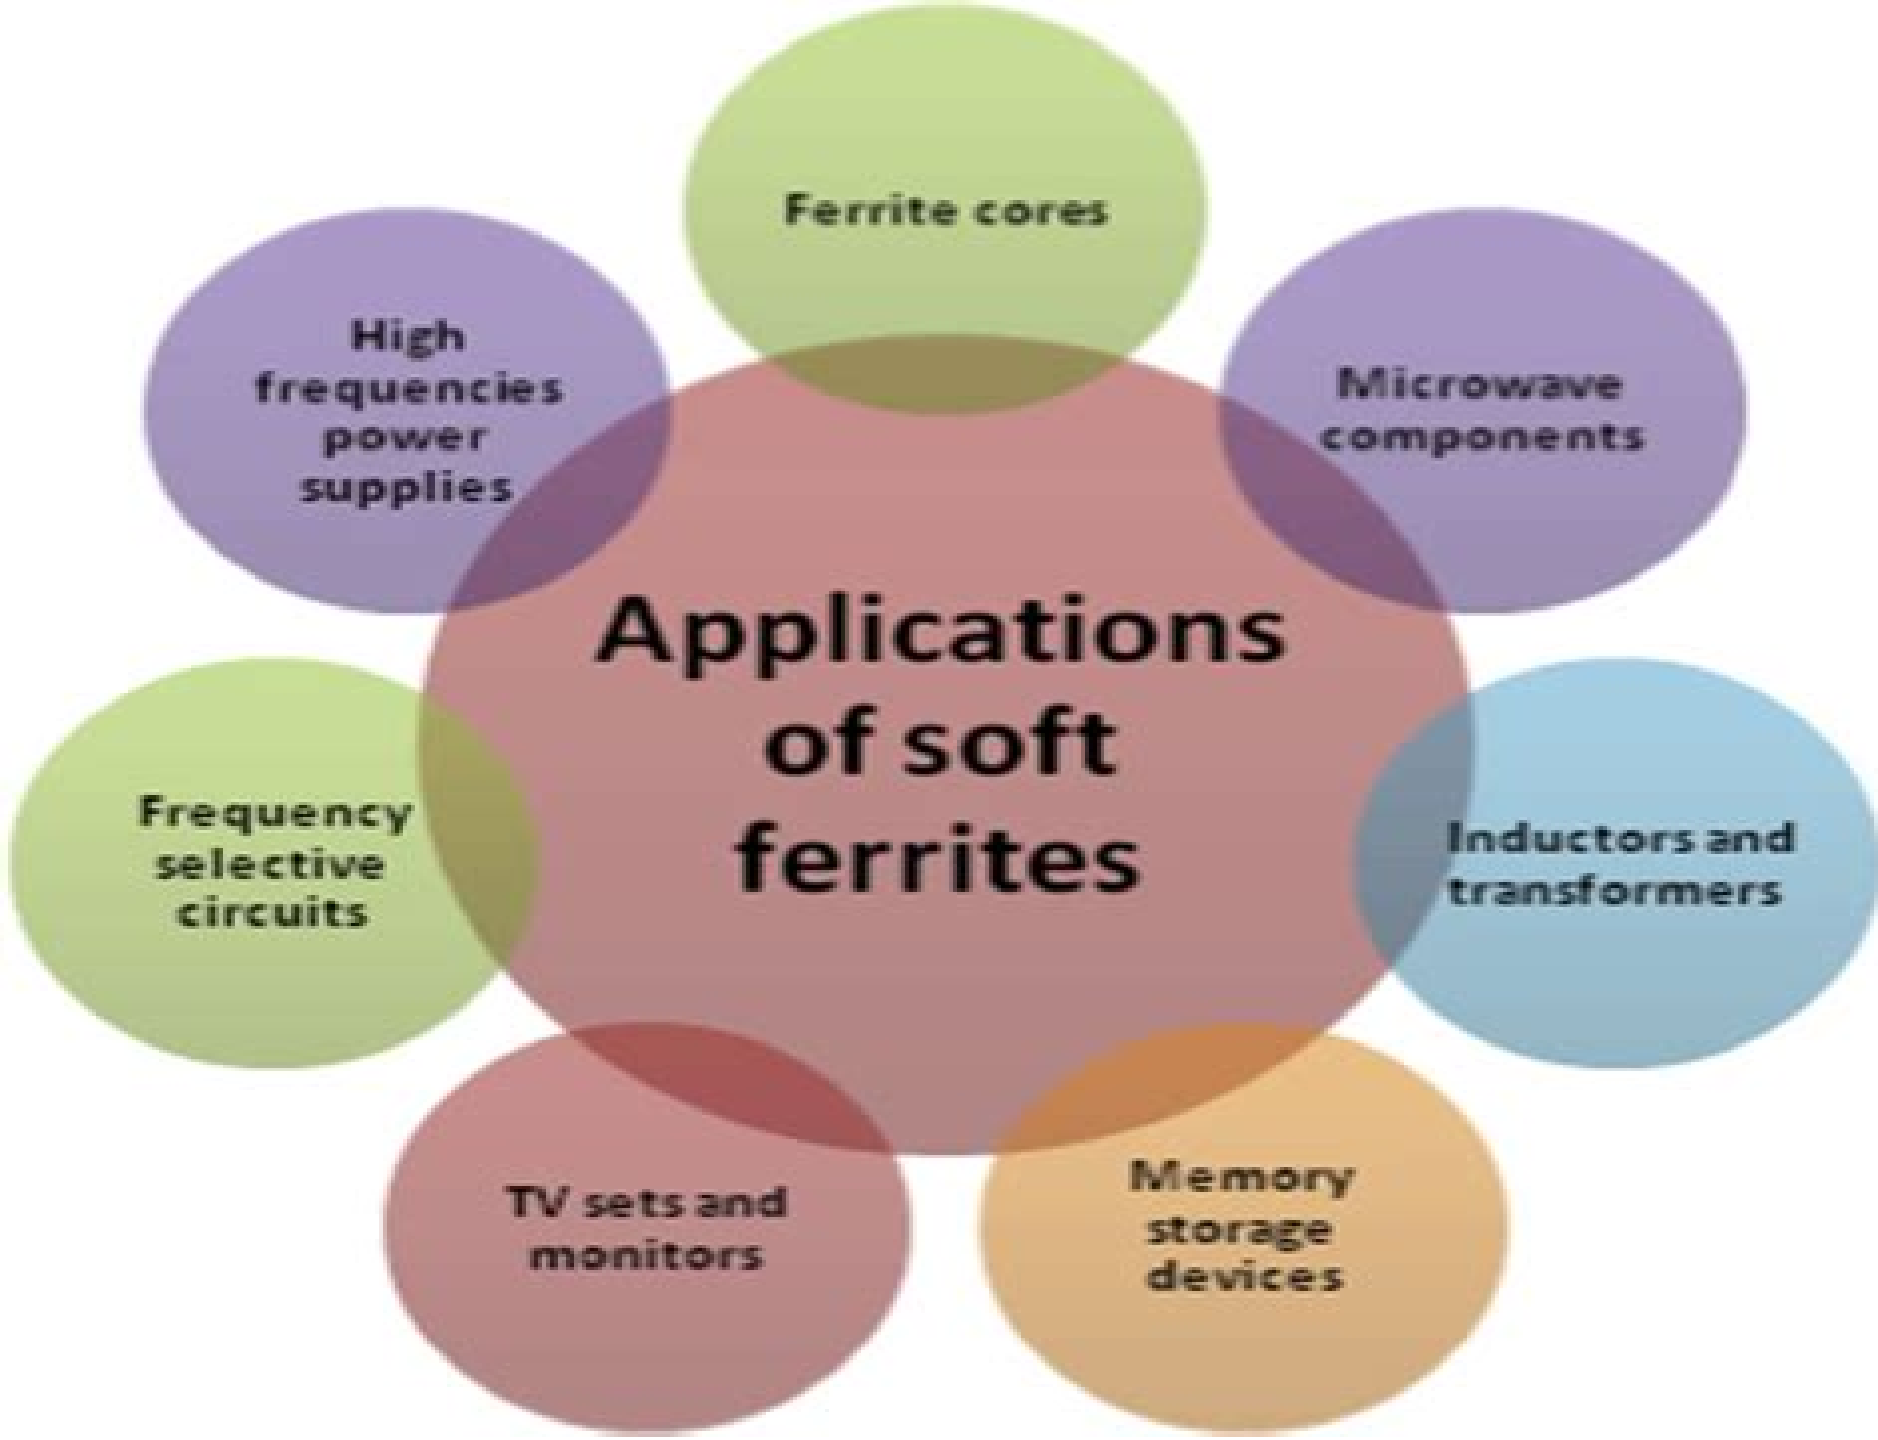 Ferrite cores
High
frequencies
power
supplies
Microwave
components
Applications
of soft
ferrites
Frequency
selective
circuits
Inductors and
transformers
TV sets and
monitors
Memory
storage
devices